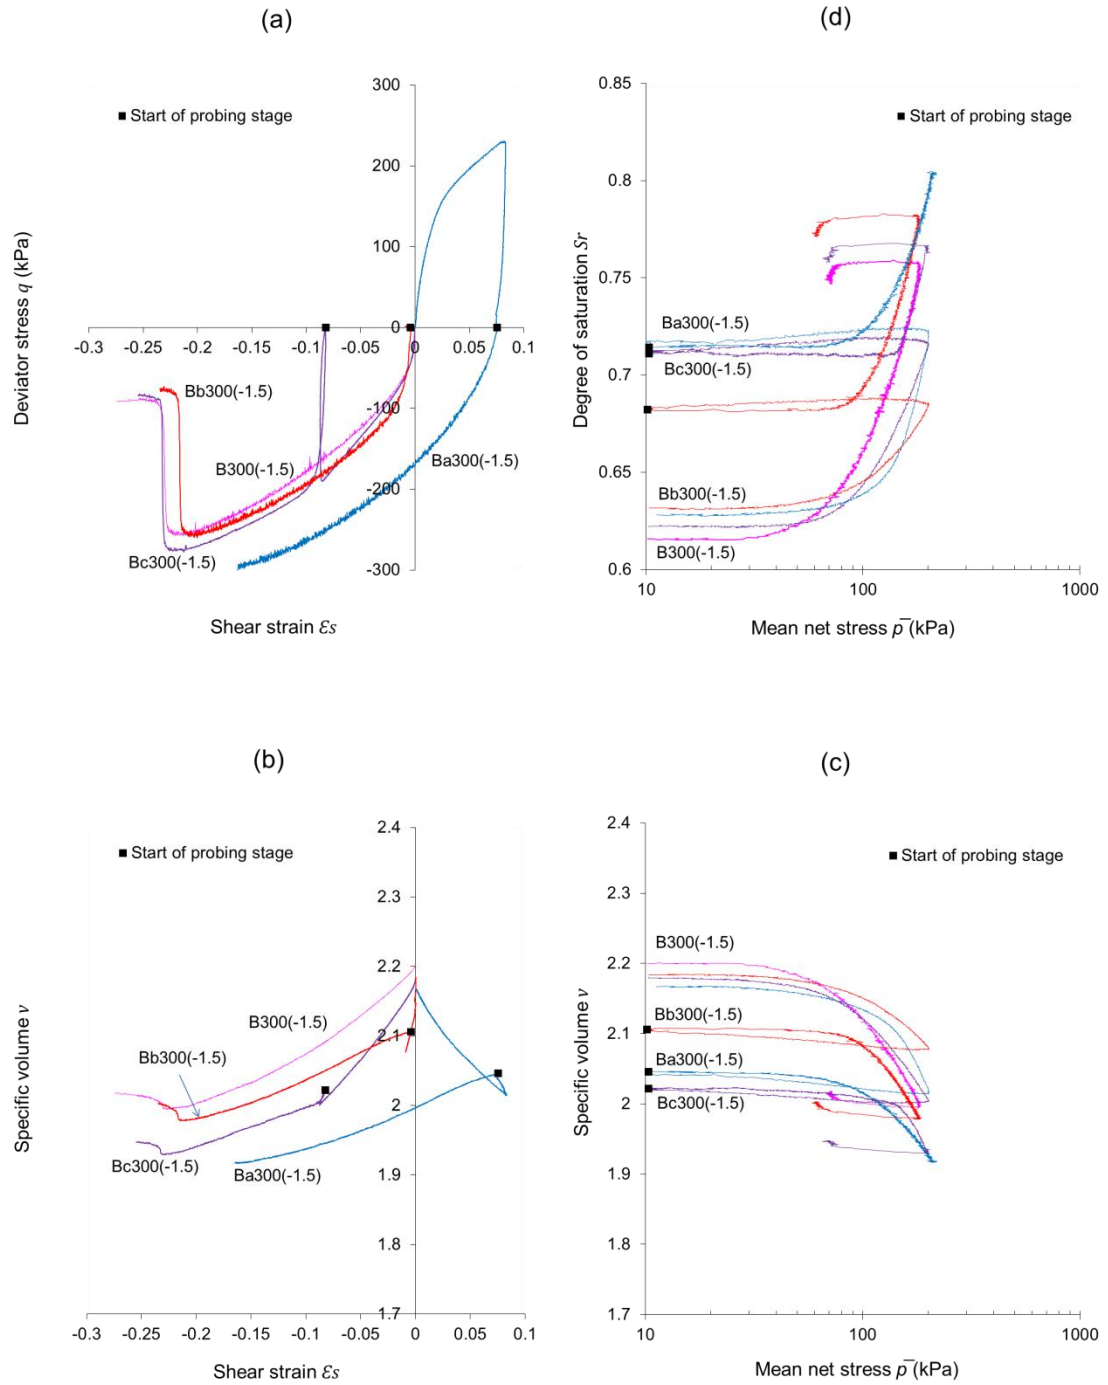 (a)
300
■ Start of probing stage
200
100
0
-0.3
-0.25
-0.2
-0.15
-0.1
-0.05
0
0.05
0.1
Bb300(-1.5)
-100
B300(-1.5)
Ba300(-1.5)
-200
Bc300(-1.5)
-300
Deviator stress q (kPa)
Shear strain Ɛs
(d)
0.85
■ Start of probing stage
0.8
0.75
Ba300(-1.5)
0.7
Bc300(-1.5)
0.65
Bb300(-1.5)
B300(-1.5)
0.6
10
100
1000
Degree of saturation Sr
Mean net stress p̅ (kPa)
(b)
2.4
■ Start of probing stage
2.3
2.2
B300(-1.5)
2.1
Bb300(-1.5)
2
Bc300(-1.5)
Ba300(-1.5)
1.9
1.8
1.7
-0.3
-0.25
-0.2
-0.15
-0.1
-0.05
0
0.05
0.1
Specific volume v
Shear strain Ɛs
(c)
2.4
■ Start of probing stage
2.3
B300(-1.5)
2.2
Bb300(-1.5)
2.1
Ba300(-1.5)
2
Bc300(-1.5)
1.9
1.8
1.7
10
100
1000
Specific volume v
Mean net stress p̅ (kPa)